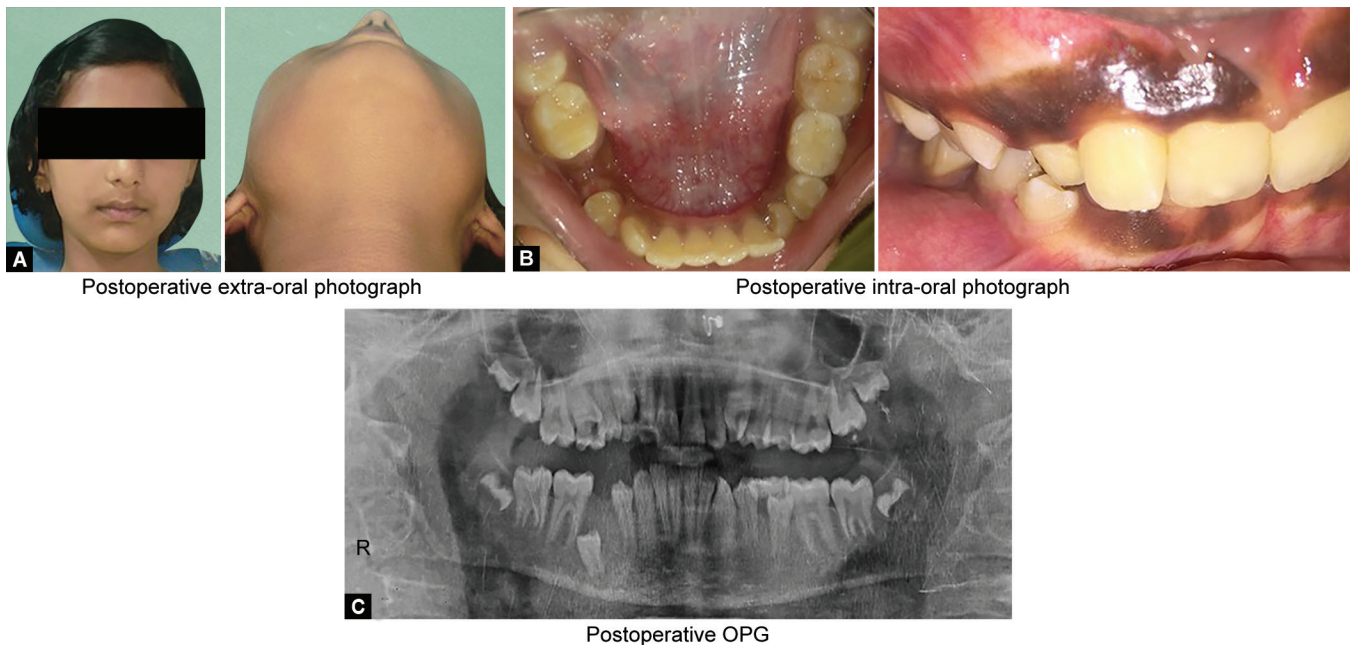 A
B
Postoperative extra-oral photograph
Postoperative intra-oral photograph
R
C
Postoperative OPG